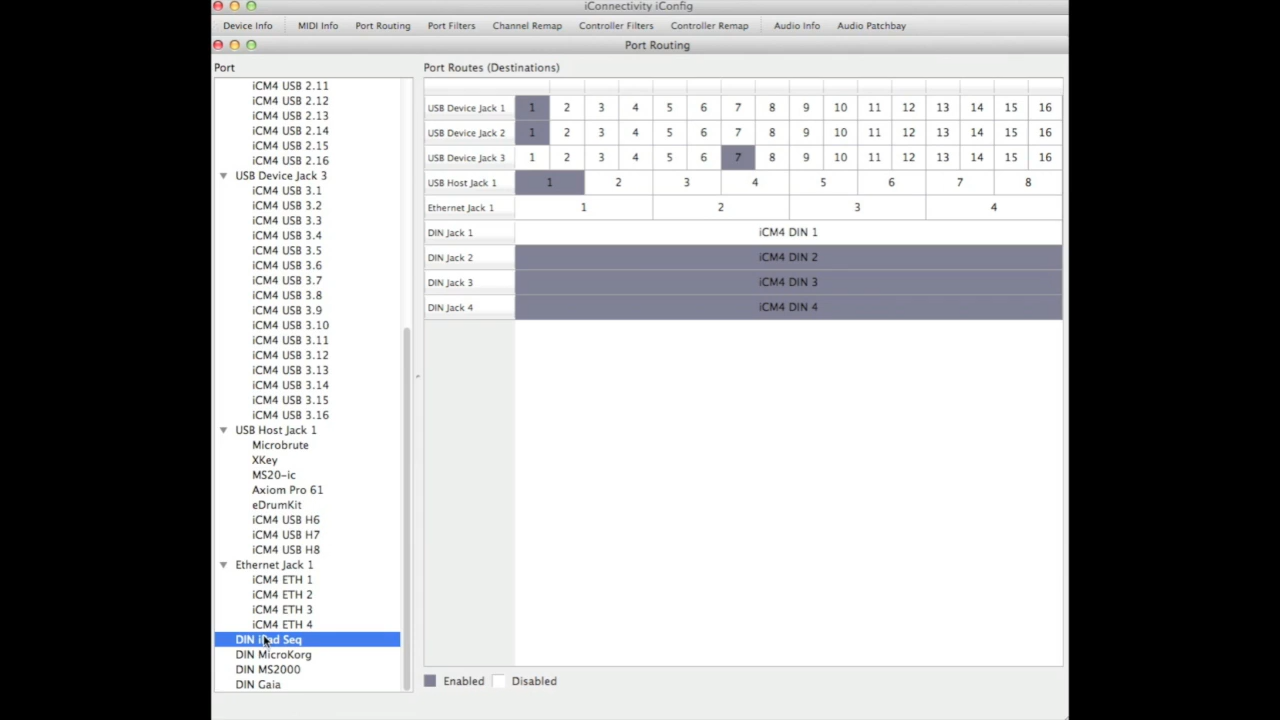 iConnectivity iConfig
Device Info MIDI Info Port Routing Port Filters Channel Remap Controller Filters Controller Remap Audio Info Audio Patchbay
Port Routing
Port
iCM4 USB 2.11
iCM4 USB 2.12
iCM4 USB 2.13
iCM4 USB 2.14
iCM4 USB 2.15
iCM4 USB 2.16
USB Device Jack 3
iCM4 USB 3.1
iCM4 USB 3.2
iCM4 USB 3.3
iCM4 USB 3.4
iCM4 USB 3.5
iCM4 USB 3.6
iCM4 USB 3.7
iCM4 USB 3.8
iCM4 USB 3.9
iCM4 USB 3.10
iCM4 USB 3.11
iCM4 USB 3.12
iCM4 USB 3.13
iCM4 USB 3.14
iCM4 USB 3.15
iCM4 USB 3.16
USB Host Jack 1
Microbrute
XKey
MS20-ic
Axiom Pro 61
eDrumKit
iCM4 USB H6
iCM4 USB H7
iCM4 USB H8
Ethernet Jack 1
iCM4 ETH 1
iCM4 ETH 2
iCM4 ETH 3
iCM4 ETH 4
DIN iPad Seq
DIN MicroKorg
DIN MS2000
DIN Gaia
Port Routes (Destinations)
USB Device Jack 1 1 2 3 4 5 6 7 8 9 10 11 12 13 14 15 16
USB Device Jack 2 1 2 3 4 5 6 7 8 9 10 11 12 13 14 15 16
USB Device Jack 3 1 2 3 4 5 6 7 8 9 10 11 12 13 14 15 16
USB Host Jack 1 1 2 3 4 5 6 7 8
Ethernet Jack 1 1 2 3 4
DIN Jack 1 iCM4 DIN 1
DIN Jack 2 iCM4 DIN 2
DIN Jack 3 iCM4 DIN 3
DIN Jack 4 iCM4 DIN 4
Enabled Disabled